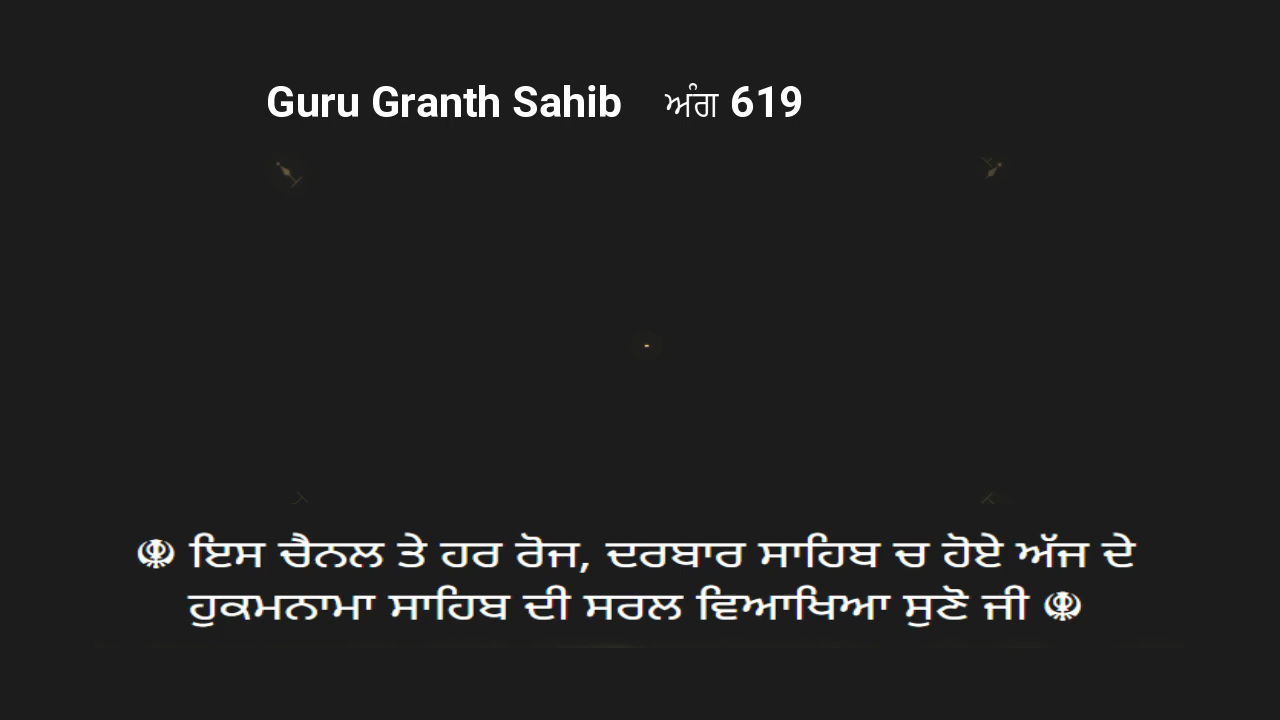 Guru Granth Sahib ਅੰਗ 619
☬ ਇਸ ਚੈਨਲ ਤੇ ਹਰ ਰੋਜ, ਦਰਬਾਰ ਸਾਹਿਬ ਚ ਹੋਏ ਅੱਜ ਦੇ
ਹੁਕਮਨਾਮਾ ਸਾਹਿਬ ਦੀ ਸਰਲ ਵਿਆਖਿਆ ਸੁਣੋ ਜੀ ☬